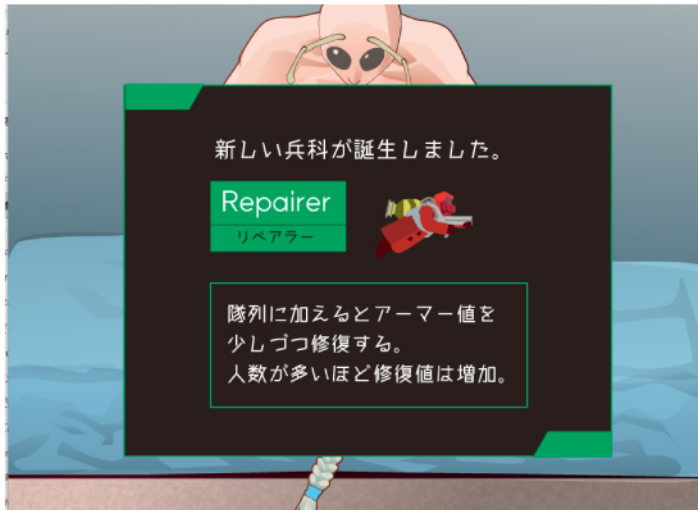 新しい兵科が誕生しました。
Repairer
リペアラー
隊列に加えるとアーマー値を
少しづつ修復する。
人数が多いほど修復値は増加。